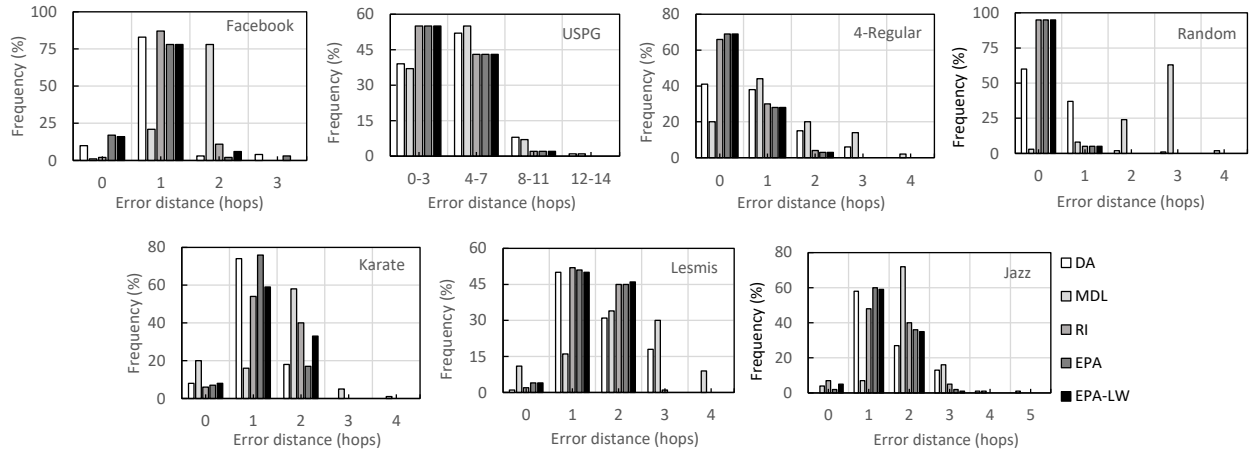 Facebook
Frequency (%)
100
75
50
25
0
0 1 2 3
Error distance (hops)
USPG
Frequency (%)
60
45
30
15
0
0-3 4-7 8-11 12-14
Error distance (hops)
4-Regular
Frequency (%)
80
60
40
20
0
0 1 2 3 4
Error distance (hops)
Random
Frequency (%)
100
75
50
25
0
0 1 2 3 4
Error distance (hops)
Karate
Frequency (%)
80
60
40
20
0
0 1 2 3 4
Error distance (hops)
Lesmis
Frequency (%)
60
45
30
15
0
0 1 2 3 4
Error distance (hops)
Jazz
Frequency (%)
80
60
40
20
0
0 1 2 3 4 5
Error distance (hops)
DA
MDL
RI
EPA
EPA-LW